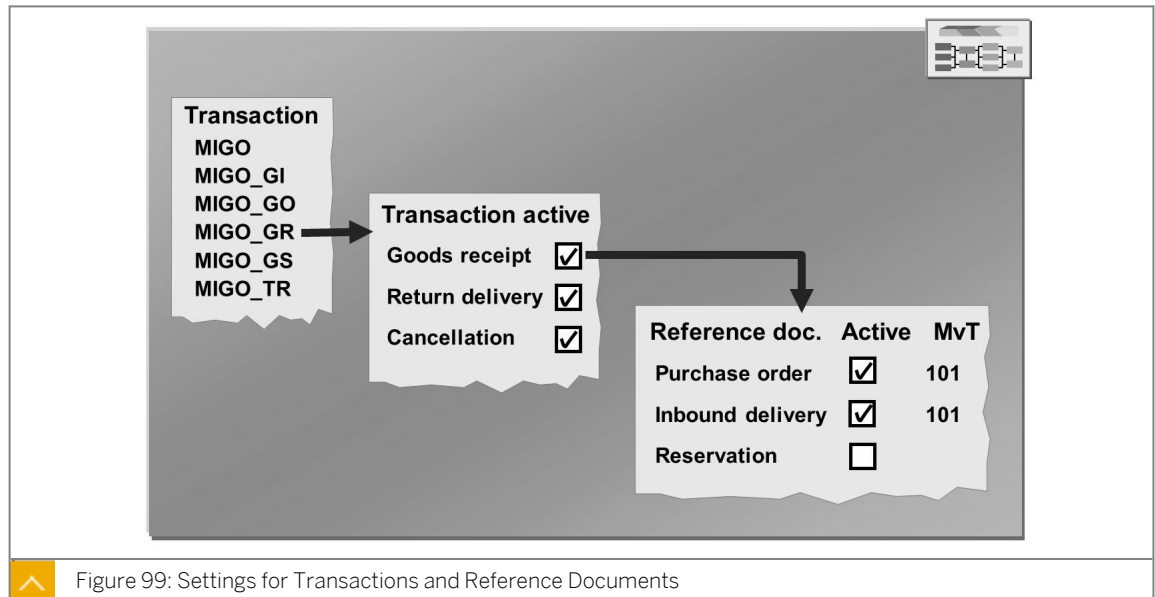 Transaction
MIGO
MIGO_GI
MIGO_GO
MIGO_GR
MIGO_GS
MIGO_TR
Transaction active
Goods receipt
Return delivery
Cancellation
Reference doc. Active MvT
Purchase order 101
Inbound delivery 101
Reservation
Figure 99: Settings for Transactions and Reference Documents